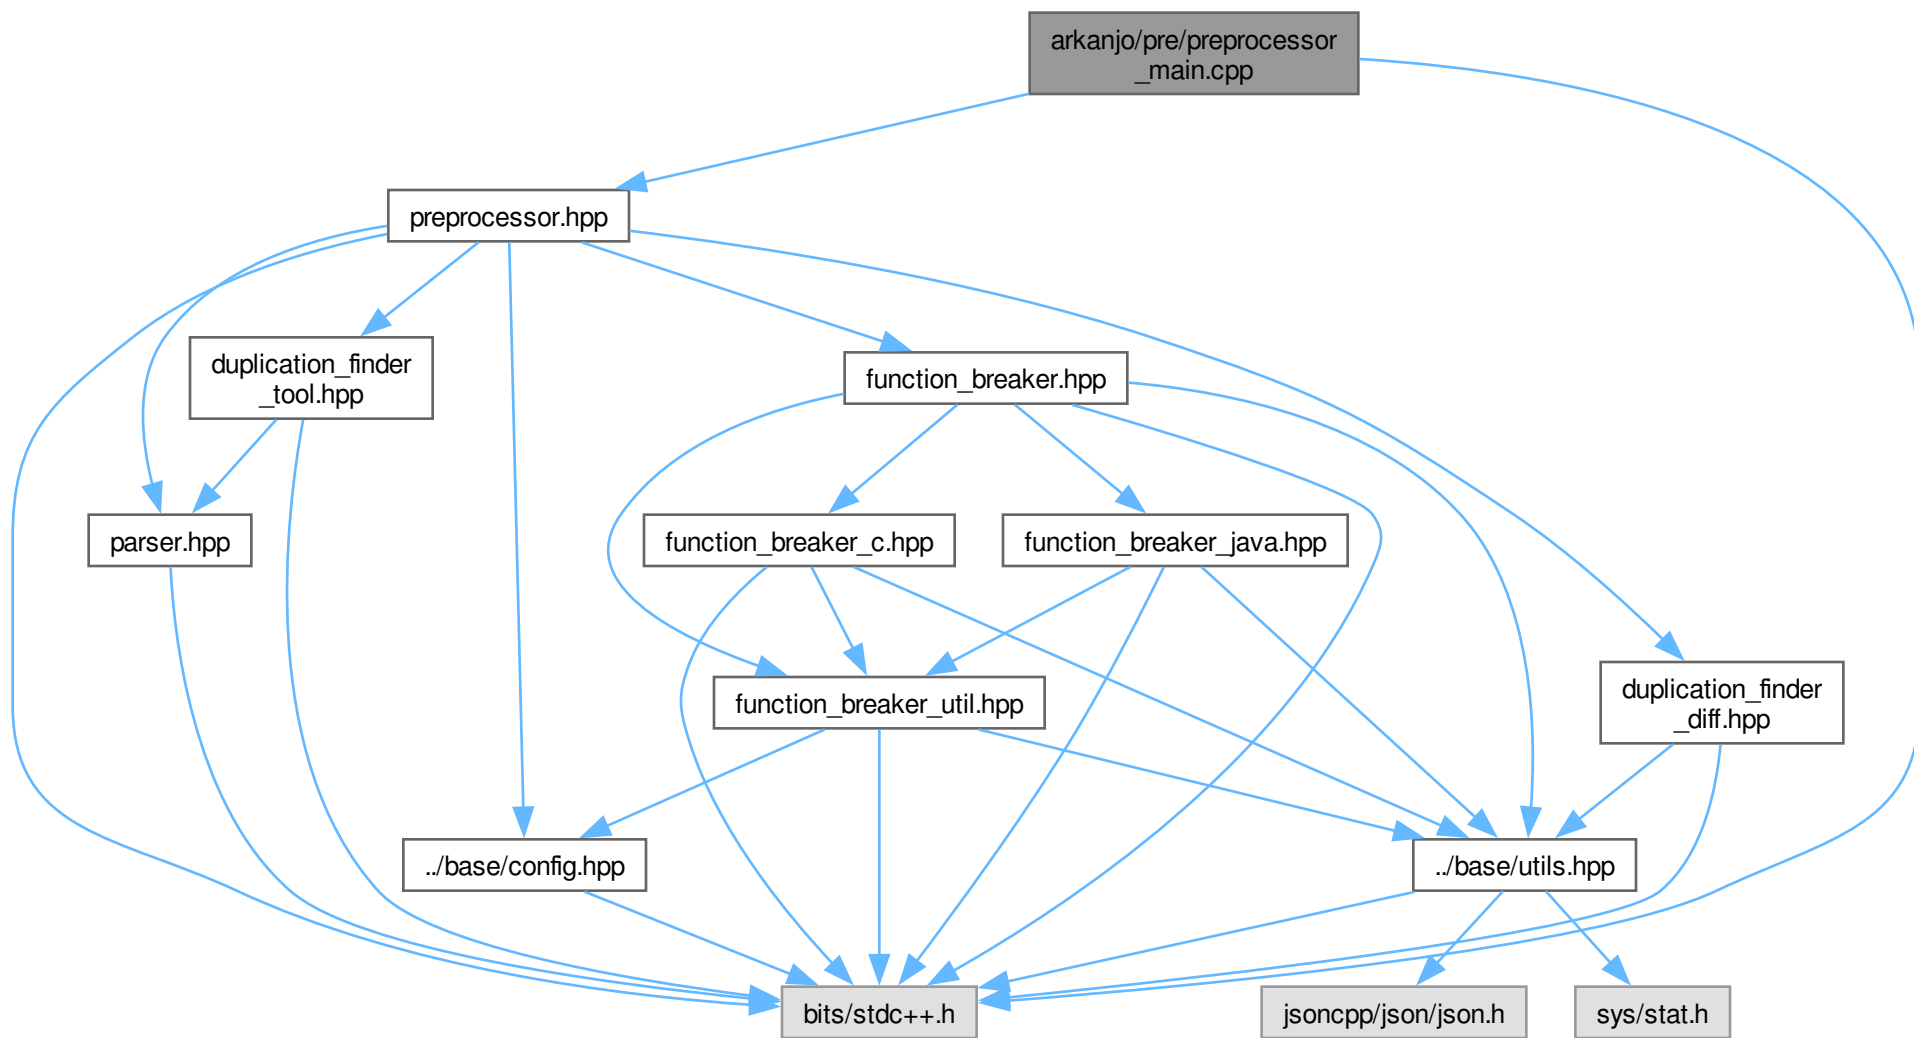 arkanjo/pre/preprocessor
_main.cpp
preprocessor.hpp
duplication_finder
_tool.hpp
function_breaker.hpp
parser.hpp
function_breaker_c.hpp
function_breaker_java.hpp
function_breaker_util.hpp
duplication_finder
_diff.hpp
../base/config.hpp
../base/utils.hpp
bits/stdc++.h
jsoncpp/json/json.h
sys/stat.h